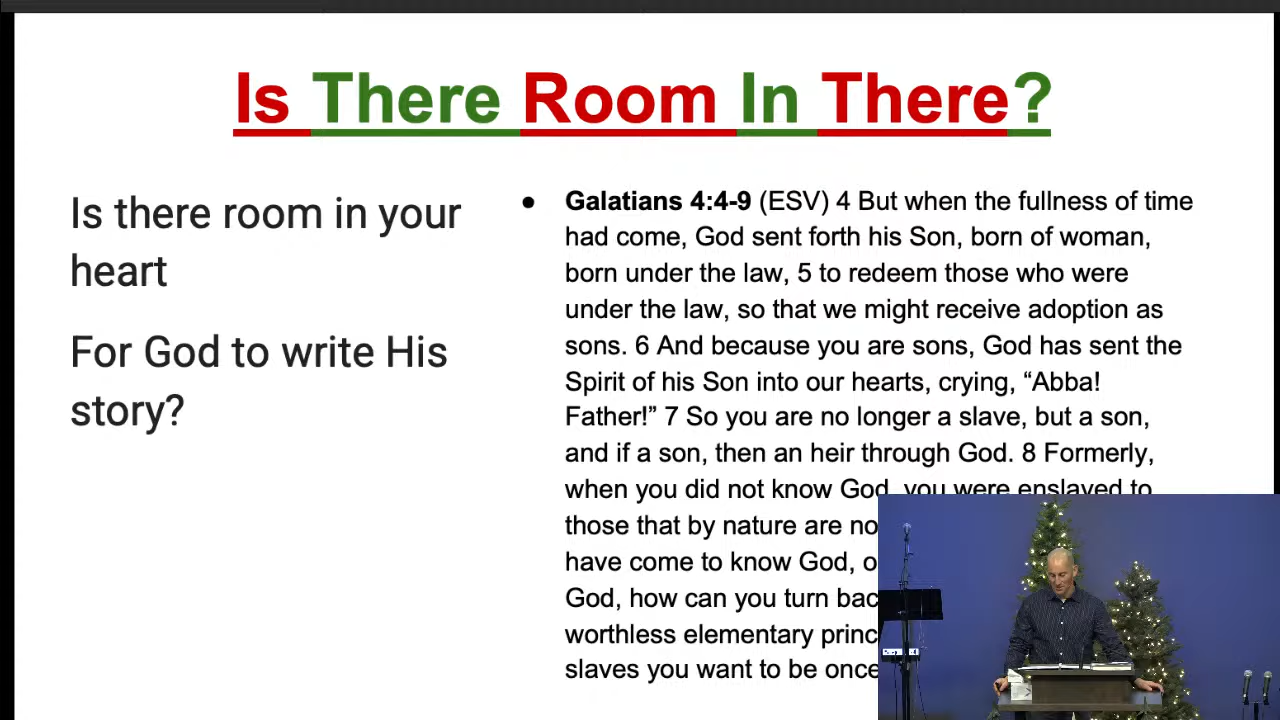 Is There Room In There?
Is there room in your
heart
For God to write His
story?
● Galatians 4:4-9 (ESV) 4 But when the fullness of time
had come, God sent forth his Son, born of woman,
born under the law, 5 to redeem those who were
under the law, so that we might receive adoption as
sons. 6 And because you are sons, God has sent the
Spirit of his Son into our hearts, crying, “Abba!
Father!” 7 So you are no longer a slave, but a son,
and if a son, then an heir through God. 8 Formerly,
when you did not know God, you were enslaved to
those that by nature are no
have come to know God, o
God, how can you turn bac
worthless elementary princ
slaves you want to be once